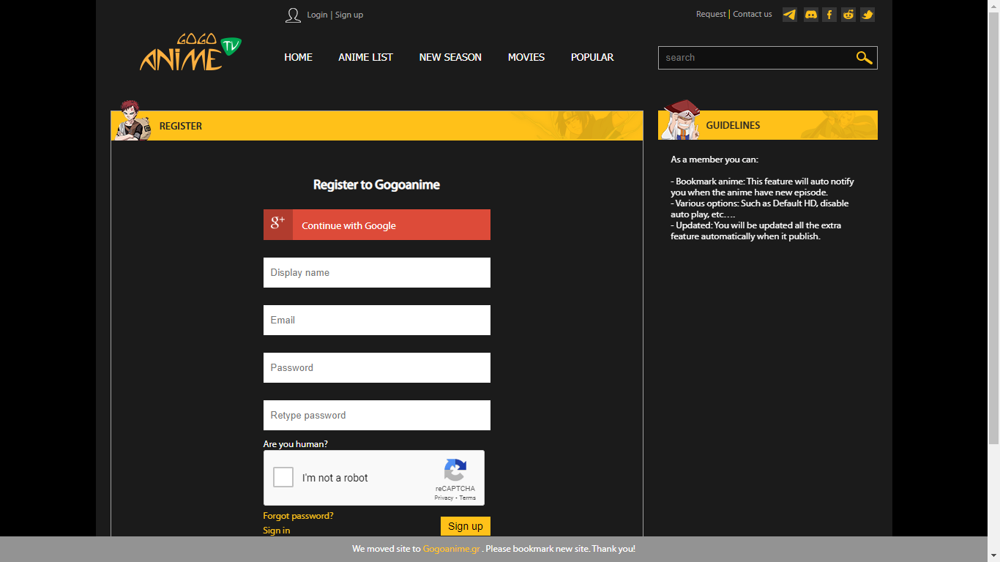 Login | Sign up
Request | Contact us
GOGO
ANIME TV
HOME ANIME LIST NEW SEASON MOVIES POPULAR
search
REGISTER
Register to Gogoanime
g+ Continue with Google
Display name
Email
Password
Retype password
Are you human?
I'm not a robot
reCAPTCHA
Privacy - Terms
Forgot password?
Sign in
Sign up
GUIDELINES
As a member you can:
- Bookmark anime: This feature will auto notify
you when the anime have new episode.
- Various options: Such as Default HD, disable
auto play, etc….
- Updated: You will be updated all the extra
feature automatically when it publish.
We moved site to Gogoanime.gr . Please bookmark new site. Thank you!